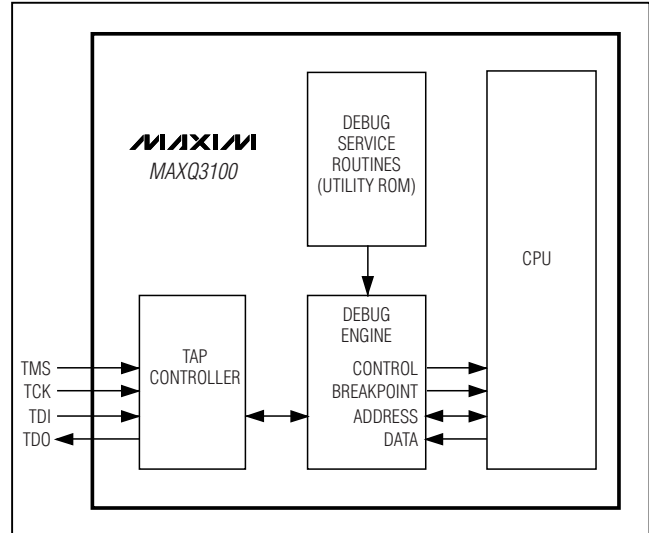 MAXIM
MAXQ3100
DEBUG
SERVICE
ROUTINES
(UTILITY ROM)
CPU
TAP
CONTROLLER
DEBUG
ENGINE
CONTROL
BREAKPOINT
ADDRESS
DATA
TMS
TCK
TDI
TDO